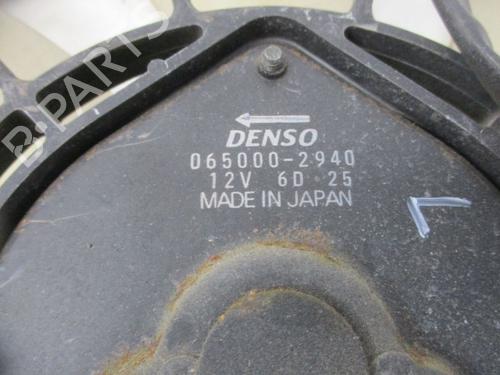 B-PARTS
DENSO
065000-2940
12V 6D 25
MADE IN JAPAN